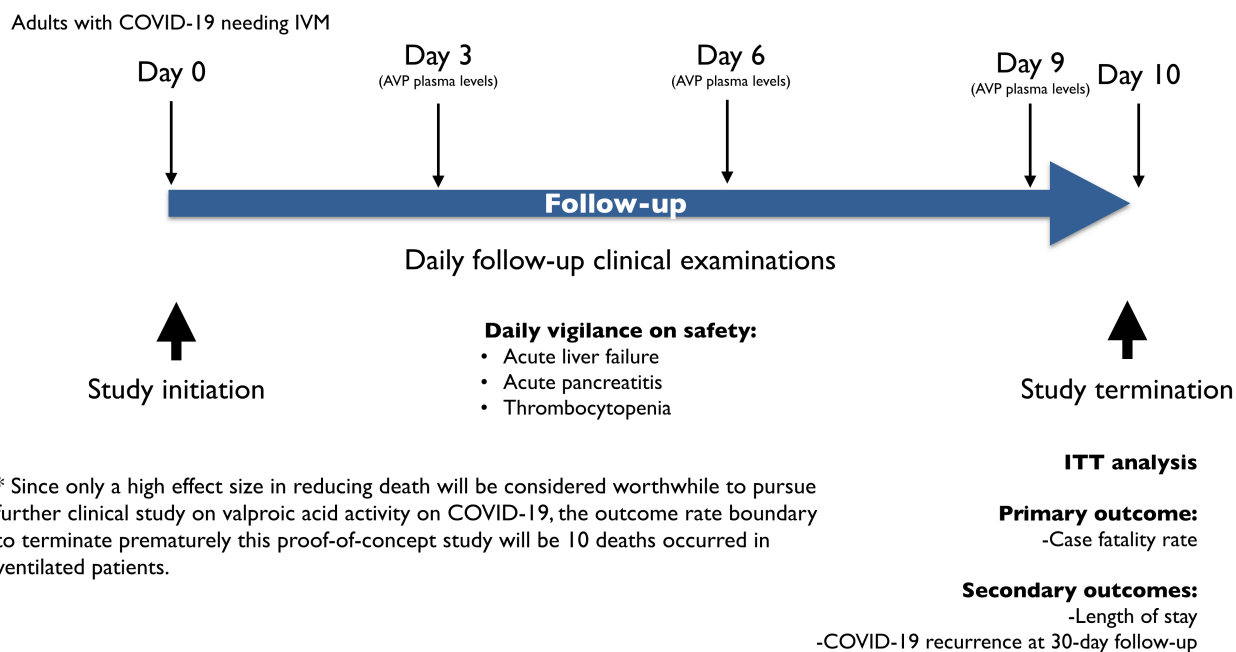 Adults with COVID-19 needing IVM
Day 0
Day 3
(AVP plasma levels)
Day 6
(AVP plasma levels)
Day 9
(AVP plasma levels)
Day 10
Follow-up
Daily follow-up clinical examinations
Study initiation
Daily vigilance on safety:
• Acute liver failure
• Acute pancreatitis
• Thrombocytopenia
Study termination
ITT analysis
Primary outcome:
-Case fatality rate
Secondary outcomes:
-Length of stay
-COVID-19 recurrence at 30-day follow-up
* Since only a high effect size in reducing death will be considered worthwhile to pursue
further clinical study on valproic acid activity on COVID-19, the outcome rate boundary
to terminate prematurely this proof-of-concept study will be 10 deaths occurred in
ventilated patients.